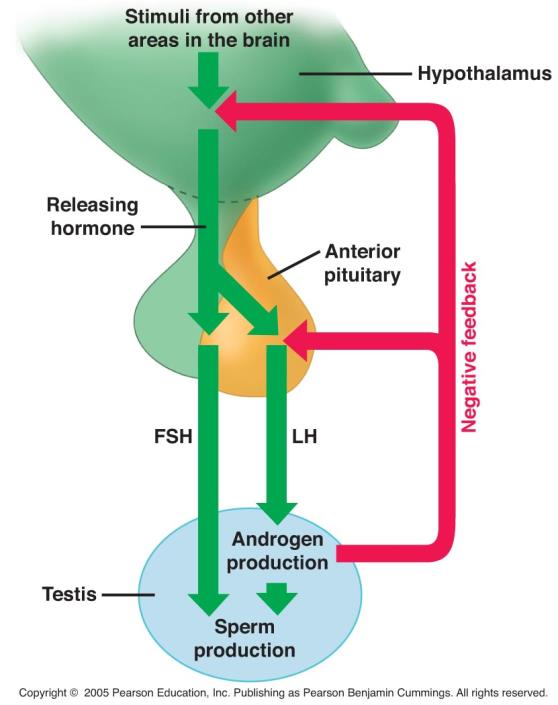 Stimuli from other
areas in the brain
Hypothalamus
Releasing
hormone
Anterior
pituitary
Negative feedback
FSH
LH
Androgen
production
Testis
Sperm
production
Copyright © 2005 Pearson Education, Inc. Publishing as Pearson Benjamin Cummings. All rights reserved.